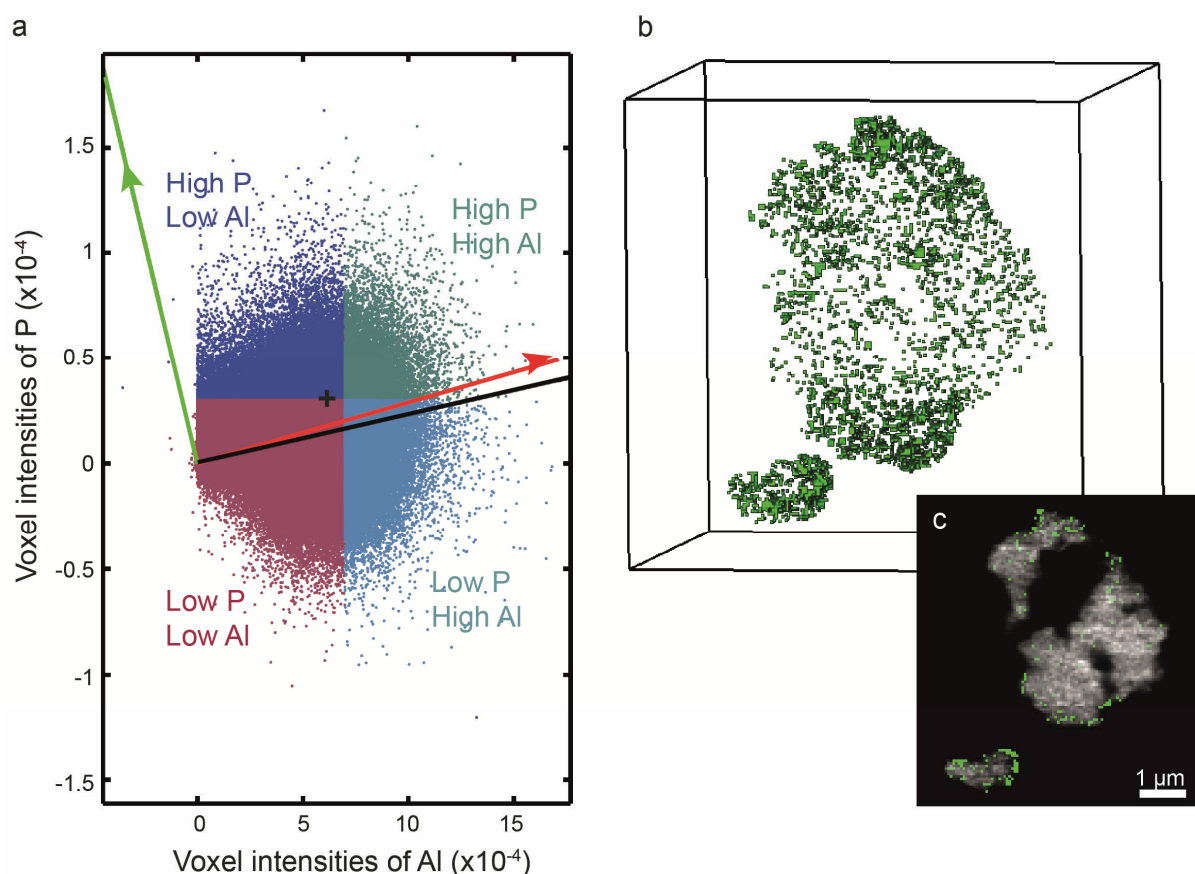 a
b
High P
Low Al
High P
High Al
Low P
Low Al
Low P
High Al
1.5
1
0.5
0
-0.5
-1
-1.5
0
5
10
15
Voxel intensities of P (x10⁻⁴)
Voxel intensities of Al (x10⁻⁴)
c
1 µm